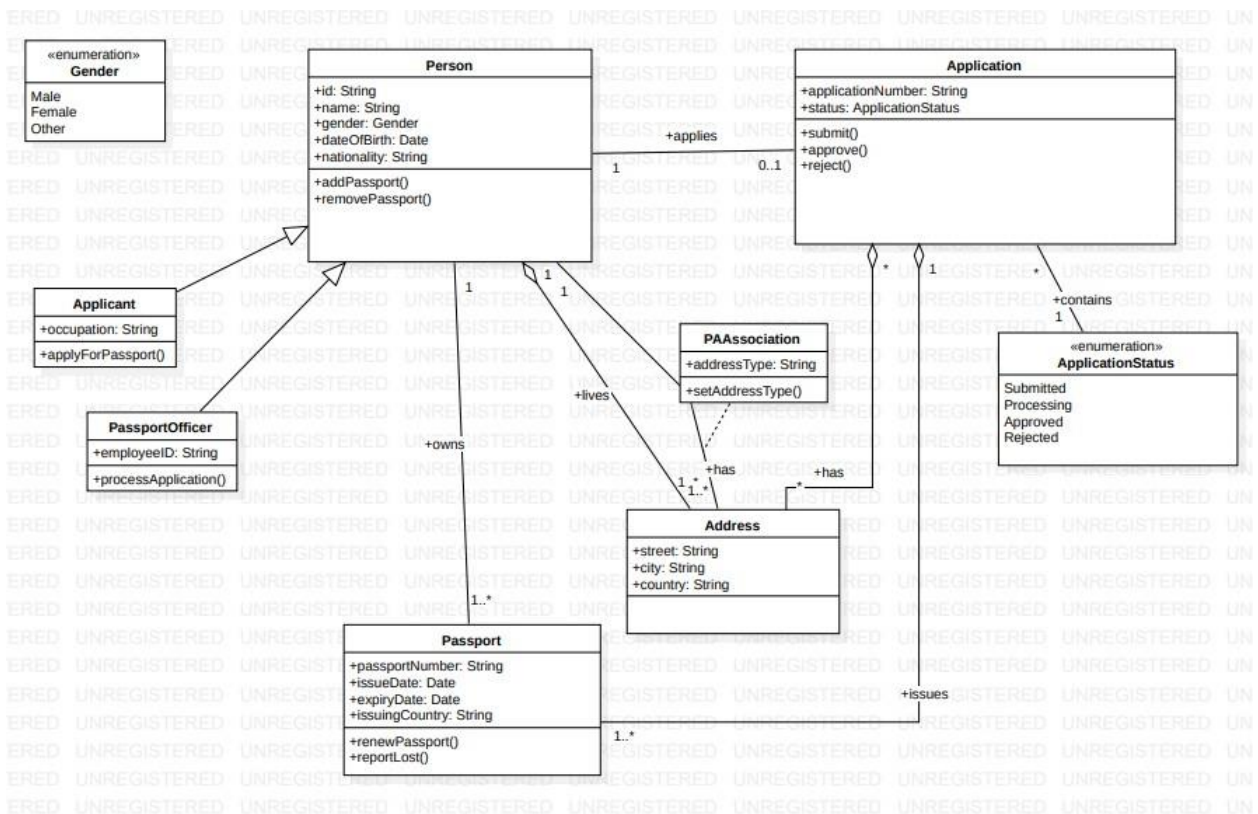 «enumeration»
Gender
Male
Female
Other
Person
+id: String
+name: String
+gender: Gender
+dateOfBirth: Date
+nationality: String
+addPassport()
+removePassport()
Application
+applicationNumber: String
+status: ApplicationStatus
+submit()
+approve()
+reject()
+applies
1
0..1
Applicant
+occupation: String
+applyForPassport()
PassportOfficer
+employeeID: String
+processApplication()
1
1
1
*
1
*
+contains
1
PAAssociation
+addressType: String
+setAddressType()
«enumeration»
ApplicationStatus
Submitted
Processing
Approved
Rejected
+lives
+owns
+has
+has
1..*
1..*
*
Address
+street: String
+city: String
+country: String
1..*
Passport
+passportNumber: String
+issueDate: Date
+expiryDate: Date
+issuingCountry: String
+renewPassport()
+reportLost()
+issues
1..*
UNREGISTERED